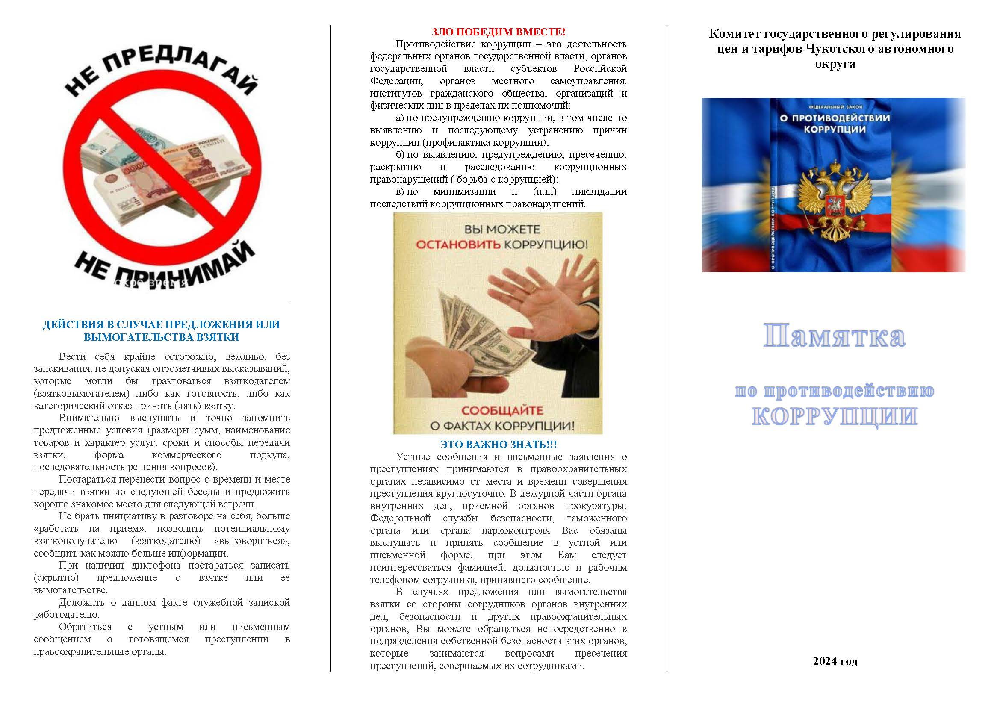 НЕ ПРЕДЛАГАЙ
НЕ ПРИНИМАЙ
.
ДЕЙСТВИЯ В СЛУЧАЕ ПРЕДЛОЖЕНИЯ ИЛИ
ВЫМОГАТЕЛЬСТВА ВЗЯТКИ
Вести себя крайне осторожно, вежливо, без
заискивания, не допуская опрометчивых высказываний,
которые могли бы трактоваться взяткодателем
(взятковымогателем) либо как готовность, либо как
категорический отказ принять (дать) взятку.
Внимательно выслушать и точно запомнить
предложенные условия (размеры сумм, наименование
товаров и характер услуг, сроки и способы передачи
взятки, форма коммерческого подкупа,
последовательность решения вопросов).
Постараться перенести вопрос о времени и месте
передачи взятки до следующей беседы и предложить
хорошо знакомое место для следующей встречи.
Не брать инициативу в разговоре на себя, больше
«работать на прием», позволить потенциальному
взяткополучателю (взяткодателю) «выговориться»,
сообщить как можно больше информации.
При наличии диктофона постараться записать
(скрытно) предложение о взятке или ее
вымогательстве.
Доложить о данном факте служебной запиской
работодателю.
Обратиться с устным или письменным
сообщением о готовящемся преступлении в
правоохранительные органы.
ЗЛО ПОБЕДИМ ВМЕСТЕ!
Противодействие коррупции – это деятельность
федеральных органов государственной власти, органов
государственной власти субъектов Российской
Федерации, органов местного самоуправления,
институтов гражданского общества, организаций и
физических лиц в пределах их полномочий:
а) по предупреждению коррупции, в том числе по
выявлению и последующему устранению причин
коррупции (профилактика коррупции);
б) по выявлению, предупреждению, пресечению,
раскрытию и расследованию коррупционных
правонарушений ( борьба с коррупцией);
в) по минимизации и (или) ликвидации
последствий коррупционных правонарушений.
ВЫ МОЖЕТЕ
ОСТАНОВИТЬ КОРРУПЦИЮ!
СООБЩАЙТЕ
О ФАКТАХ КОРРУПЦИИ!
ЭТО ВАЖНО ЗНАТЬ!!!
Устные сообщения и письменные заявления о
преступлениях принимаются в правоохранительных
органах независимо от места и времени совершения
преступления круглосуточно. В дежурной части органа
внутренних дел, приемной органов прокуратуры,
Федеральной службы безопасности, таможенного
органа или органа наркоконтроля Вас обязаны
выслушать и принять сообщение в устной или
письменной форме, при этом Вам следует
поинтересоваться фамилией, должностью и рабочим
телефоном сотрудника, принявшего сообщение.
В случаях предложения или вымогательства
взятки со стороны сотрудников органов внутренних
дел, безопасности и других правоохранительных
органов, Вы можете обращаться непосредственно в
подразделения собственной безопасности этих органов,
которые занимаются вопросами пресечения
преступлений, совершаемых их сотрудниками.
Комитет государственного регулирования
цен и тарифов Чукотского автономного
округа
ФЕДЕРАЛЬНЫЙ ЗАКОН
О ПРОТИВОДЕЙСТВИИ
КОРРУПЦИИ
О ПРОТИВОДЕЙСТВИИ КОРРУПЦИИ
Памятка
по противодействию
КОРРУПЦИИ
2024 год